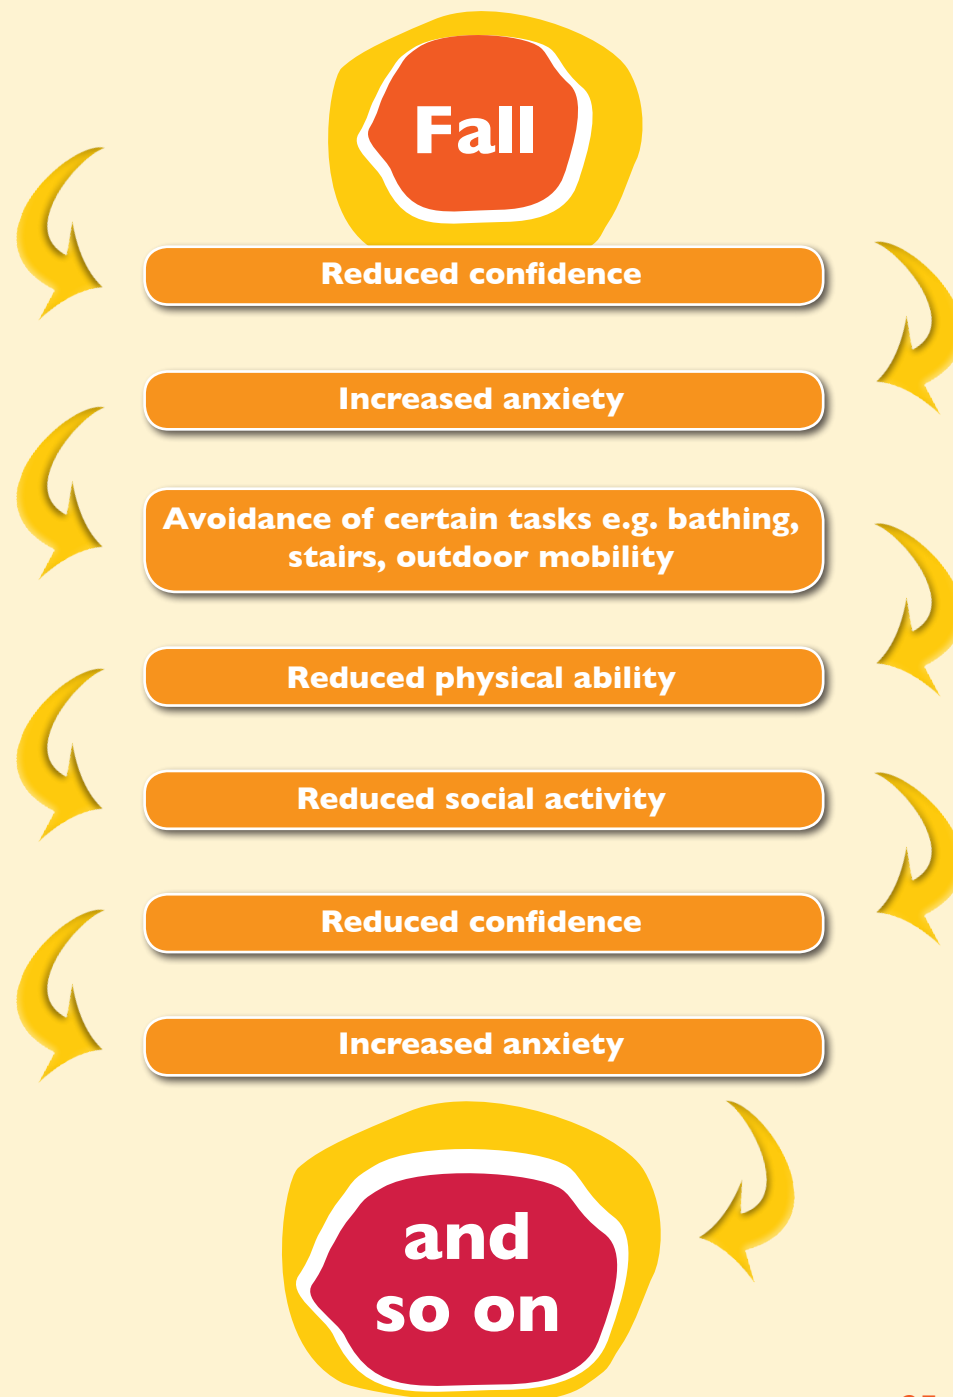 Fall
Reduced confidence
Increased anxiety
Avoidance of certain tasks e.g. bathing,
stairs, outdoor mobility
Reduced physical ability
Reduced social activity
Reduced confidence
Increased anxiety
and
so on